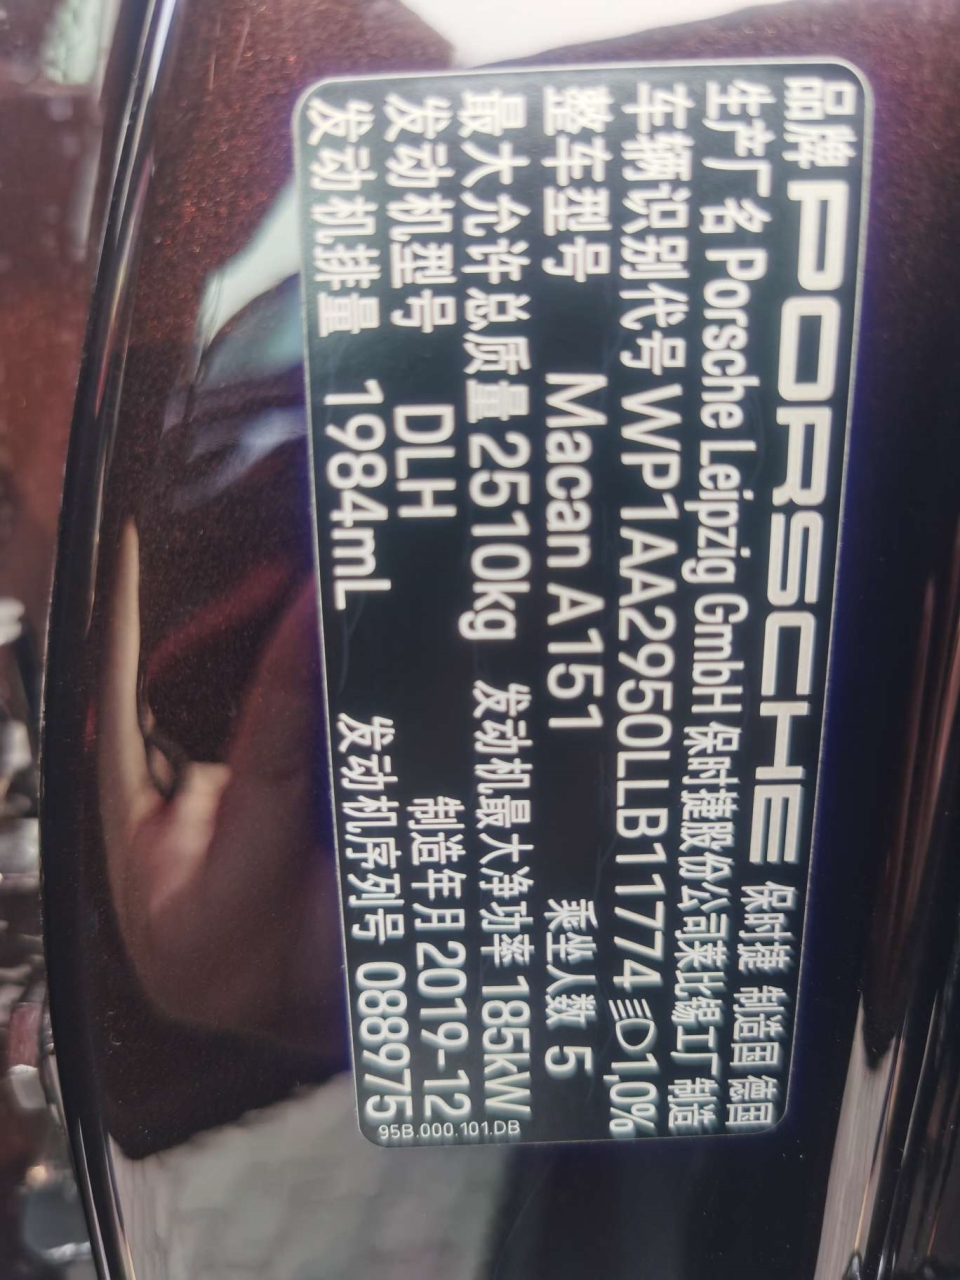 品牌 PORSCHE 保时捷 制造国 德国
生产厂名 Porsche Leipzig GmbH 保时捷股份公司莱比锡工厂 制造
车辆识别代号 WP1AA2950LLB11774 1,0%
整车型号 Macan A151 乘坐人数 5
最大允许总质量 2510kg 发动机最大净功率 185kW
发动机型号 DLH 制造年月 2019-12
发动机排量 1984mL 发动机序列号 088975
95B.000.101.DB